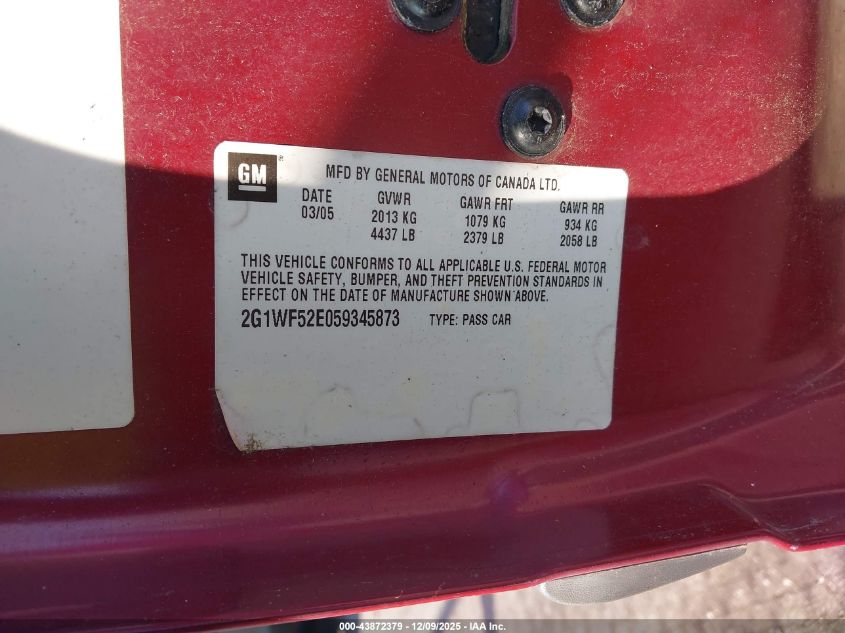 GM ®
MFD BY GENERAL MOTORS OF CANADA LTD.
DATE GVWR GAWR FRT GAWR RR
03/05 2013 KG 1079 KG 934 KG
4437 LB 2379 LB 2058 LB
THIS VEHICLE CONFORMS TO ALL APPLICABLE U.S. FEDERAL MOTOR
VEHICLE SAFETY, BUMPER, AND THEFT PREVENTION STANDARDS IN
EFFECT ON THE DATE OF MANUFACTURE SHOWN ABOVE.
2G1WF52E059345873 TYPE: PASS CAR
000-43872379 - 12/09/2025 - IAA Inc.